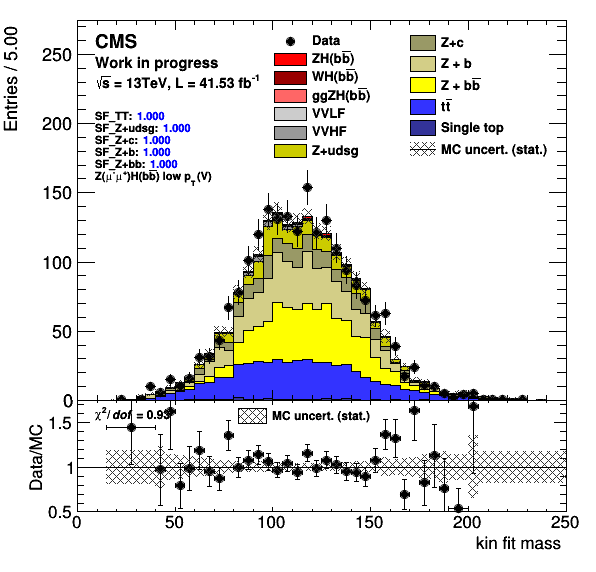 Entries / 5.00
250
200
150
100
50
0
CMS
Work in progress
√s = 13TeV, L = 41.53 fb⁻¹
SF_TT: 1.000
SF_Z+udsg: 1.000
SF_Z+c: 1.000
SF_Z+b: 1.000
SF_Z+bb: 1.000
Z(μ⁻μ⁺)H(bb̅) low p_T(V)
Data
ZH(bb̅)
WH(bb̅)
ggZH(bb̅)
VVLF
VVHF
Z+udsg
Z+c
Z + b
Z + bb̅
tt̅
Single top
MC uncert. (stat.)
Data/MC
1.5
1
0.5
χ²/dof = 0.93
MC uncert. (stat.)
0 50 100 150 200 250
kin fit mass